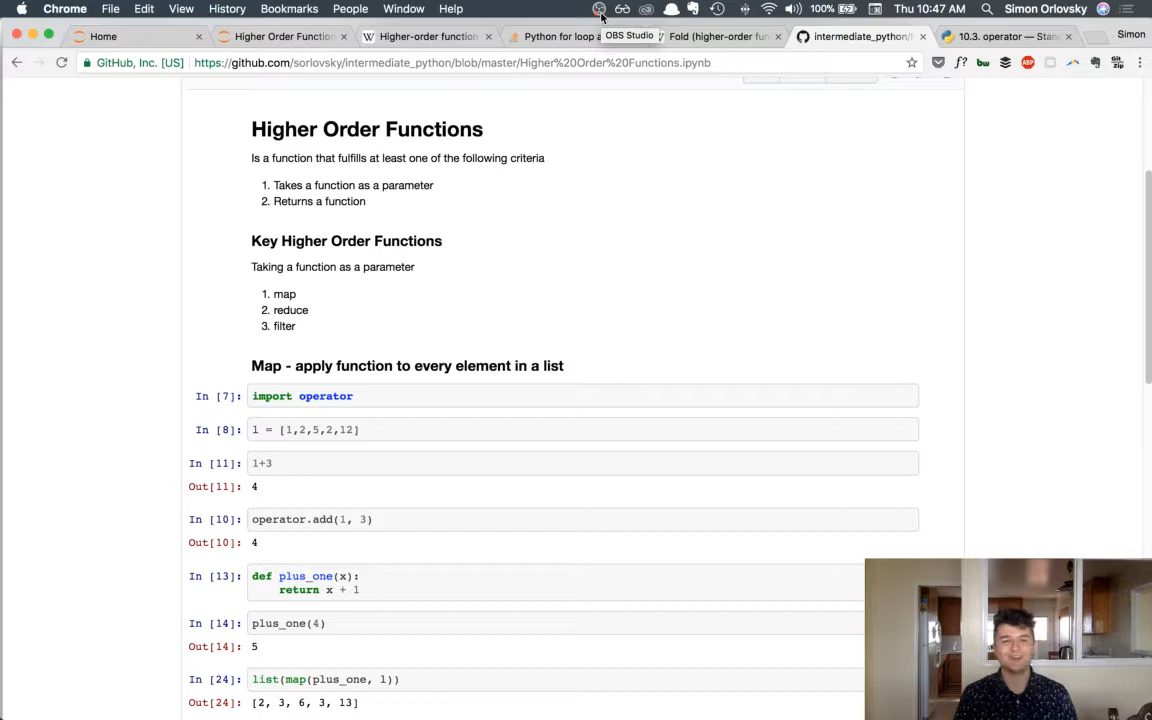 Chrome File Edit View History Bookmarks People Window Help 100% Thu 10:47 AM Simon Orlovsky
Home Higher Order Function Higher-order function Python for loop a Fold (higher-order fun intermediate_python/ 10.3. operator — Stan Simon
OBS Studio
GitHub, Inc. [US] https://github.com/sorlovsky/intermediate_python/blob/master/Higher%20Order%20Functions.ipynb
Higher Order Functions
Is a function that fulfills at least one of the following criteria
1. Takes a function as a parameter
2. Returns a function
Key Higher Order Functions
Taking a function as a parameter
1. map
2. reduce
3. filter
Map - apply function to every element in a list
In [7]: import operator
In [8]: l = [1,2,5,2,12]
In [11]: 1+3
Out[11]: 4
In [10]: operator.add(1, 3)
Out[10]: 4
In [13]: def plus_one(x):
return x + 1
In [14]: plus_one(4)
Out[14]: 5
In [24]: list(map(plus_one, l))
Out[24]: [2, 3, 6, 3, 13]